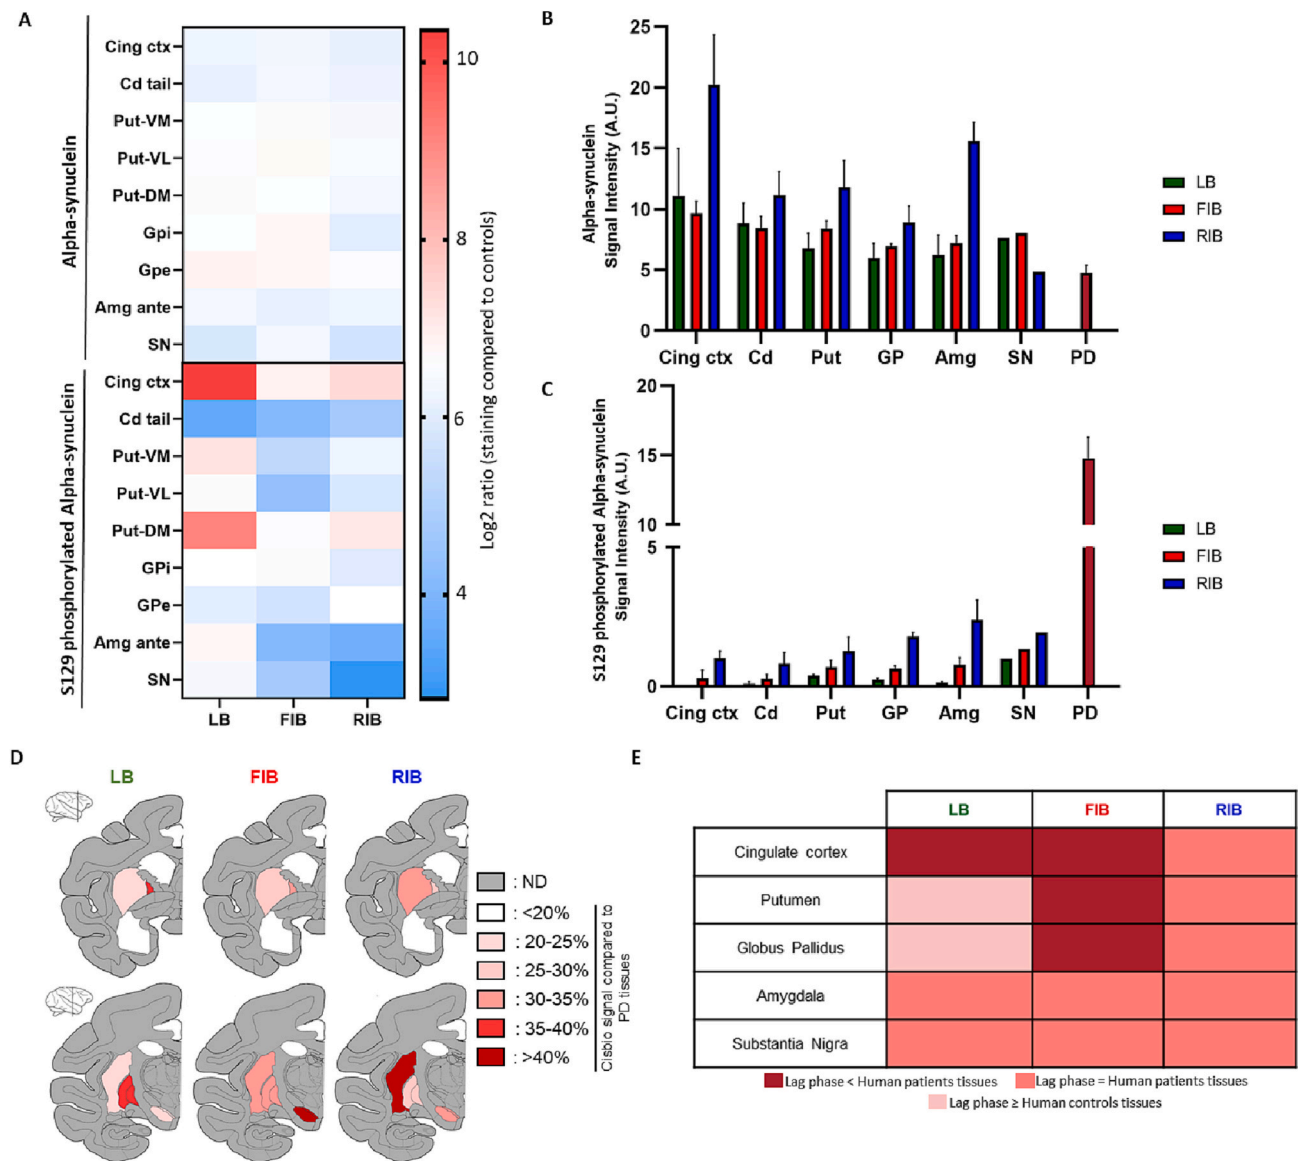 A
Alpha-synuclein
Cing ctx
Cd tail
Put-VM
Put-VL
Put-DM
Gpi
Gpe
Amg ante
SN
S129 phosphorylated Alpha-synuclein
Cing ctx
Cd tail
Put-VM
Put-VL
Put-DM
GPi
GPe
Amg ante
SN
LB FIB RIB
10
8
6
4
Log2 ratio (staining compared to controls)
B
Alpha-synuclein
Signal Intensity (A.U.)
25
20
15
10
5
0
Cing ctx Cd Put GP Amg SN PD
LB
FIB
RIB
C
S129 phosphorylated Alpha-synuclein
Signal Intensity (A.U.)
20
15
10
5
0
Cing ctx Cd Put GP Amg SN PD
LB
FIB
RIB
D
LB FIB RIB
: ND
: <20%
: 20-25%
: 25-30%
: 30-35%
: 35-40%
: >40%
Cisbio signal compared to
PD tissues
E
LB FIB RIB
Cingulate cortex
Putumen
Globus Pallidus
Amygdala
Substantia Nigra
Lag phase < Human patients tissues
Lag phase = Human patients tissues
Lag phase ≥ Human controls tissues